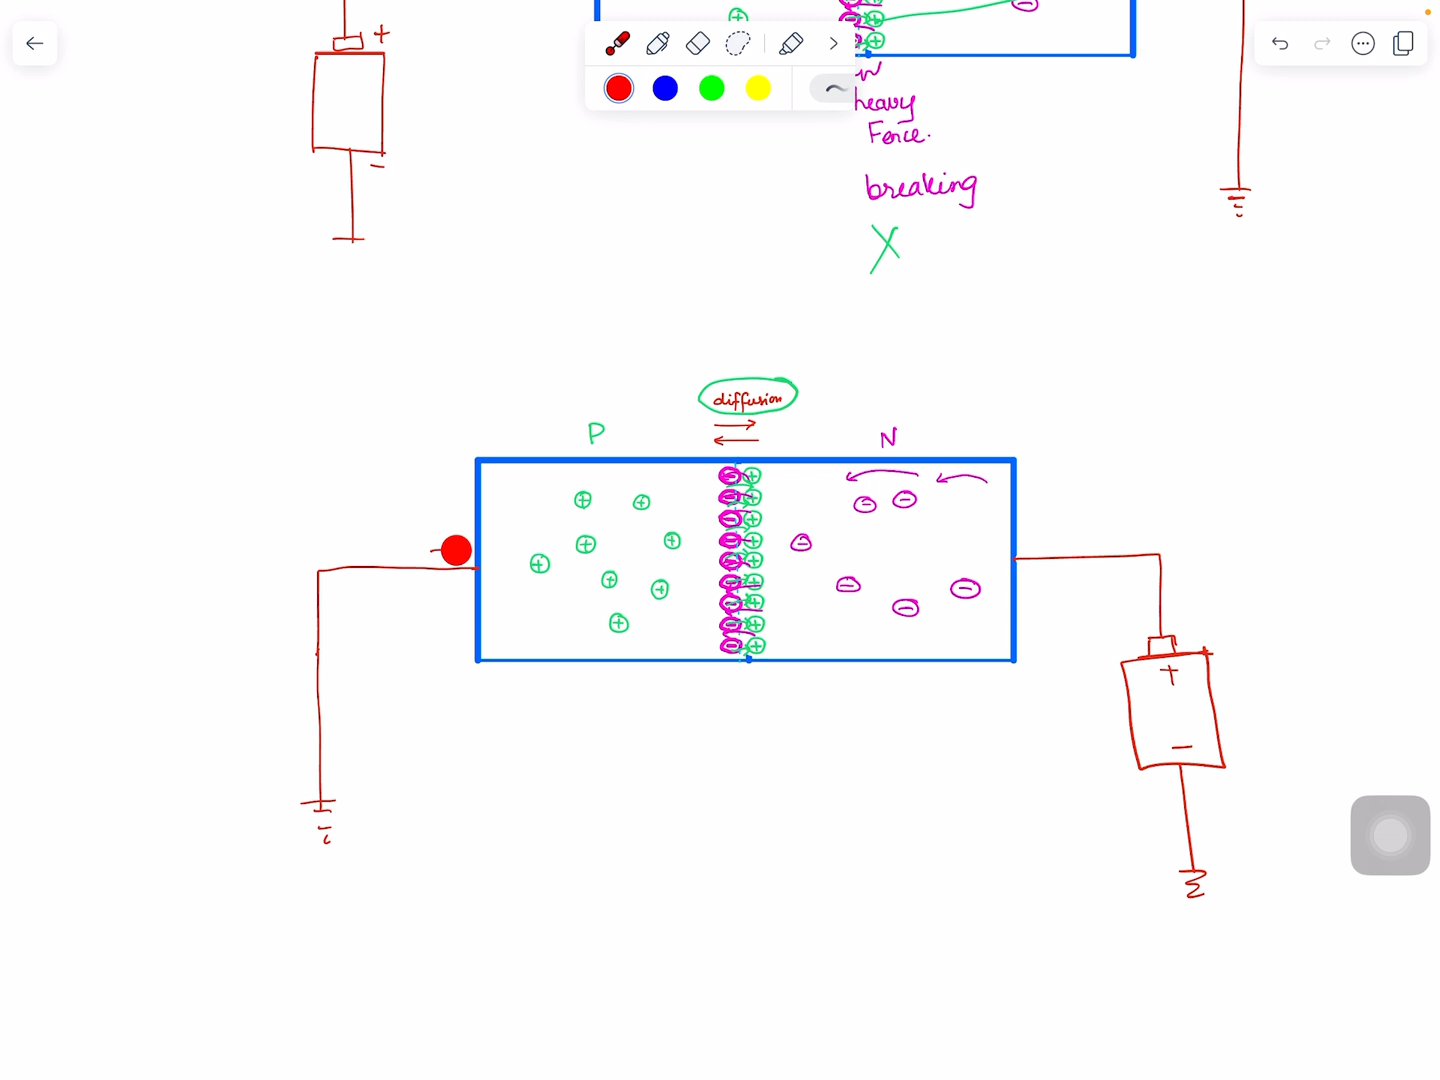 +
-
heavy
Force.
breaking
X
diffusion
P
N
+
-